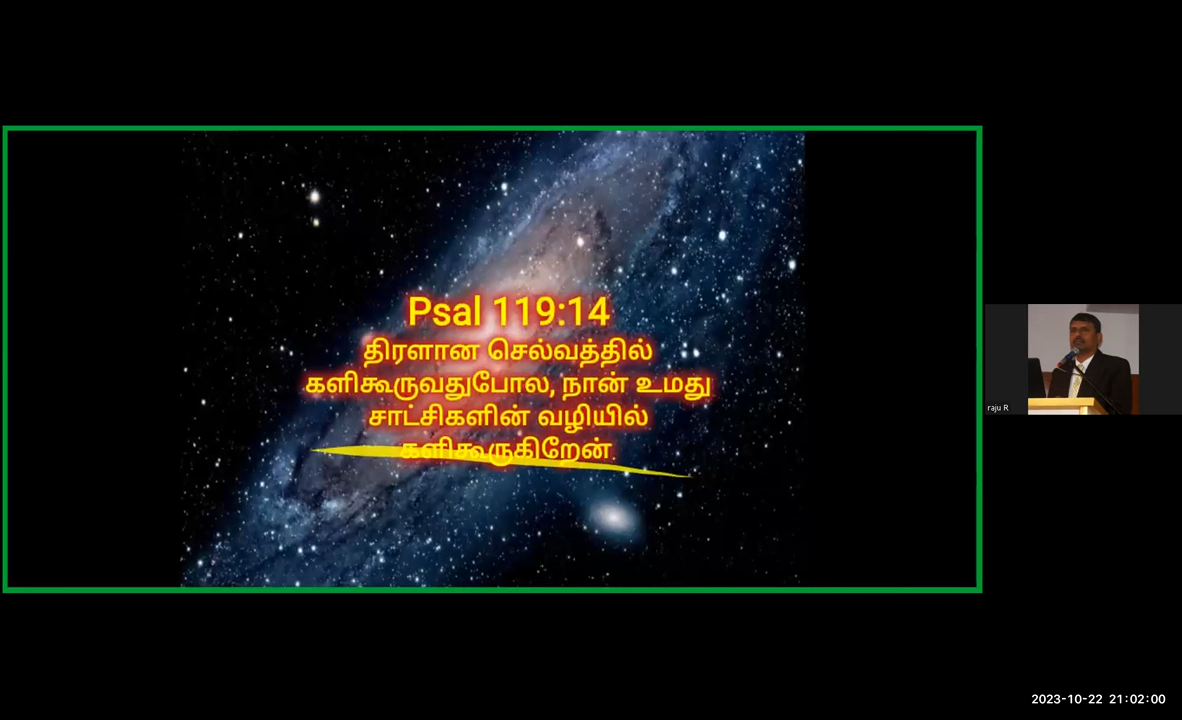 Psal 119:14
திரளான செல்வத்தில்
களிகூருவதுபோல, நான் உமது
சாட்சிகளின் வழியில்
களிகூருகிறேன்.
raju R
2023-10-22 21:02:00